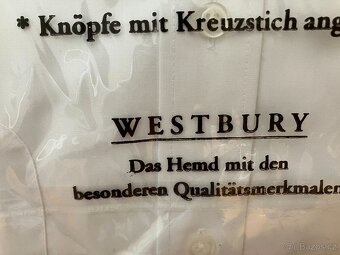 * Knöpfe mit Kreuzstich ang
WESTBURY
Das Hemd mit den
besonderen Qualitätsmerkmalen